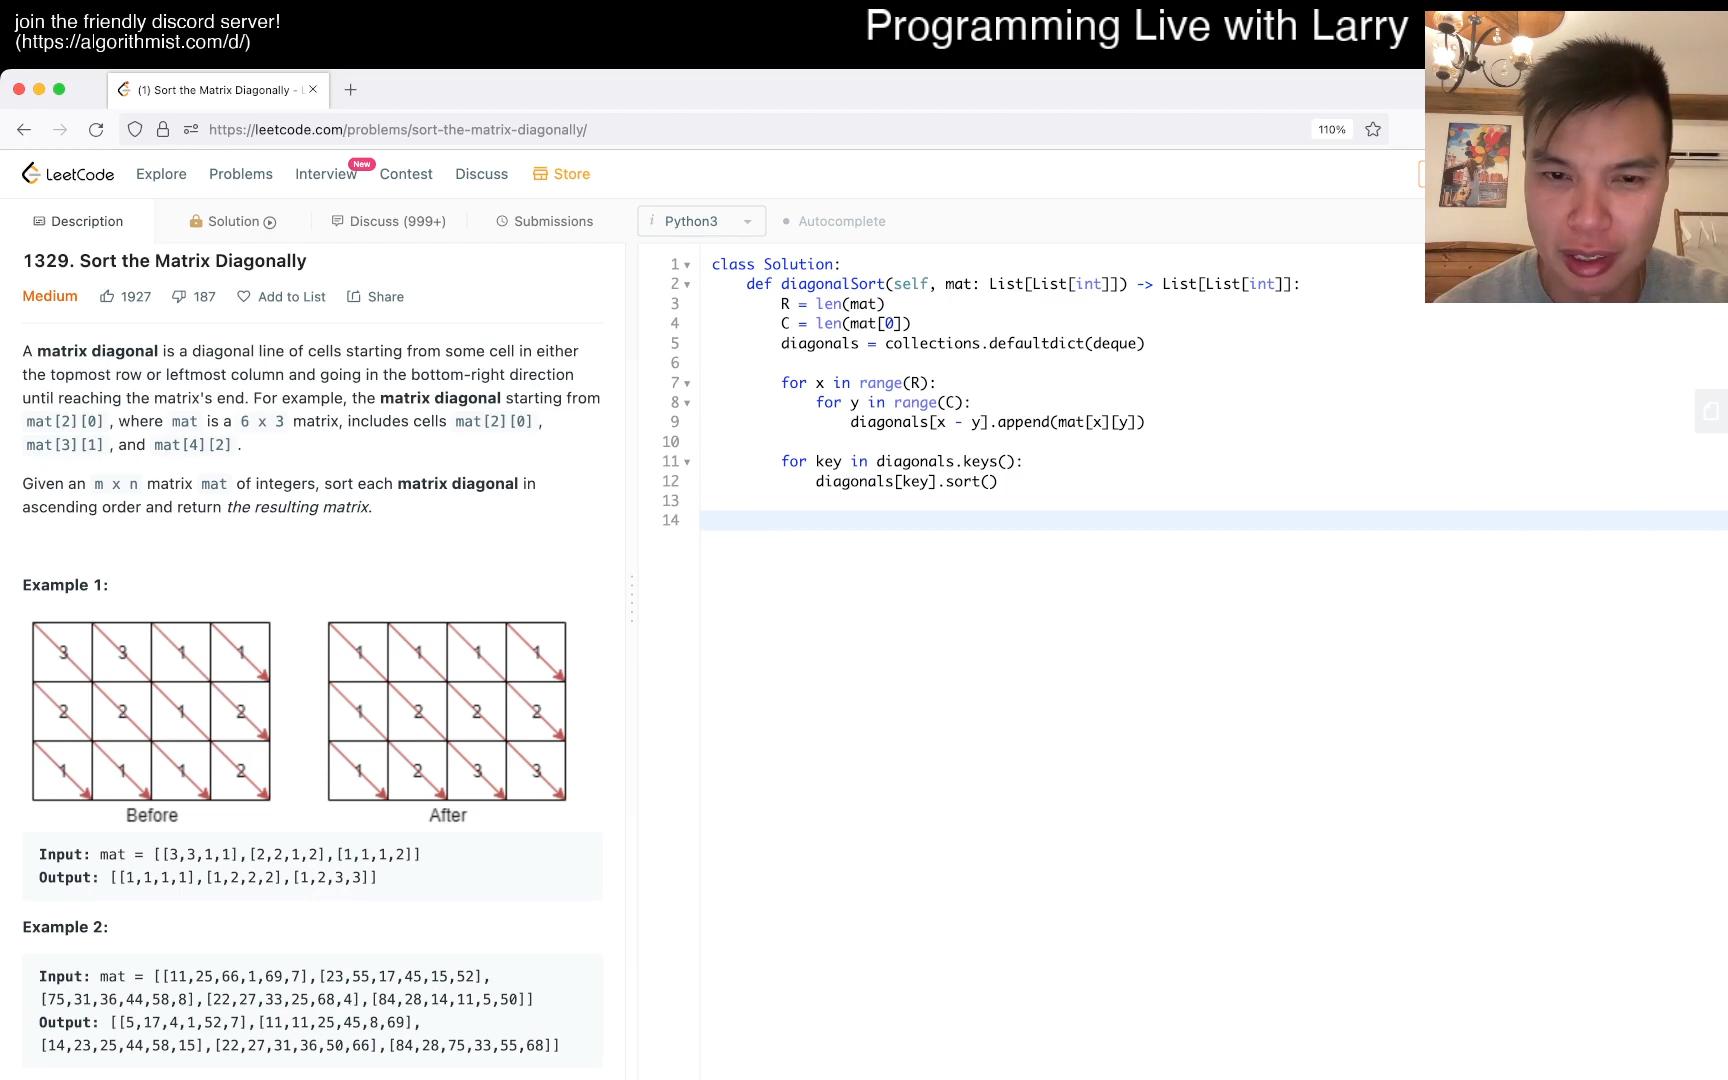 join the friendly discord server!
(https://algorithmist.com/d/)
Programming Live with Larry
(1) Sort the Matrix Diagonally - L
https://leetcode.com/problems/sort-the-matrix-diagonally/
110%
LeetCode
Explore
Problems
Interview
New
Contest
Discuss
Store
Description
Solution
Discuss (999+)
Submissions
i Python3
Autocomplete
1329. Sort the Matrix Diagonally
Medium
1927
187
Add to List
Share
A matrix diagonal is a diagonal line of cells starting from some cell in either
the topmost row or leftmost column and going in the bottom-right direction
until reaching the matrix's end. For example, the matrix diagonal starting from
mat[2][0], where mat is a 6 x 3 matrix, includes cells mat[2][0],
mat[3][1], and mat[4][2].
Given an m x n matrix mat of integers, sort each matrix diagonal in
ascending order and return the resulting matrix.
Example 1:
3 3 1 1
2 2 1 2
1 1 1 2
Before
1 1 1 1
1 2 2 2
1 2 3 3
After
Input: mat = [[3,3,1,1],[2,2,1,2],[1,1,1,2]]
Output: [[1,1,1,1],[1,2,2,2],[1,2,3,3]]
Example 2:
Input: mat = [[11,25,66,1,69,7],[23,55,17,45,15,52],
[75,31,36,44,58,8],[22,27,33,25,68,4],[84,28,14,11,5,50]]
Output: [[5,17,4,1,52,7],[11,11,25,45,8,69],
[14,23,25,44,58,15],[22,27,31,36,50,66],[84,28,75,33,55,68]]
1 class Solution:
2 def diagonalSort(self, mat: List[List[int]]) -> List[List[int]]:
3 R = len(mat)
4 C = len(mat[0])
5 diagonals = collections.defaultdict(deque)
6
7 for x in range(R):
8 for y in range(C):
9 diagonals[x - y].append(mat[x][y])
10
11 for key in diagonals.keys():
12 diagonals[key].sort()
13
14